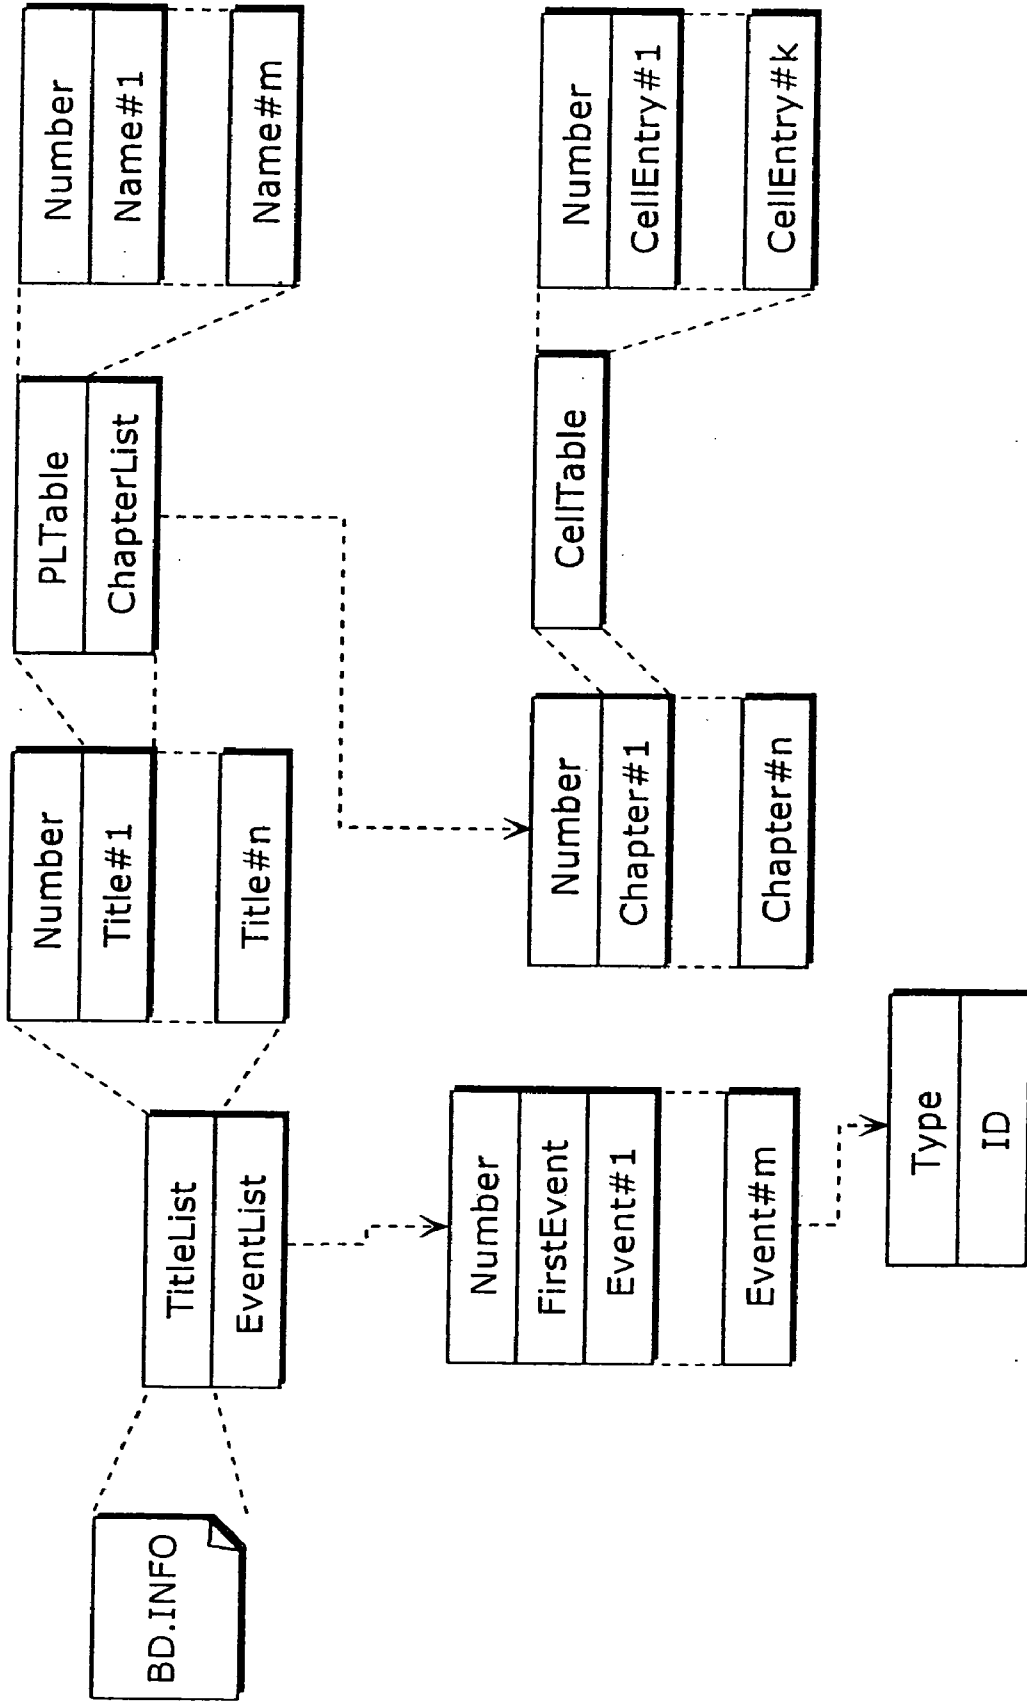 BD.INFO
TitleList
EventList
Number
Title#1
Title#n
PLTable
ChapterList
Number
Name#1
Name#m
Number
FirstEvent
Event#1
Event#m
Type
ID
Number
Chapter#1
Chapter#n
CellTable
Number
CellEntry#1
CellEntry#k